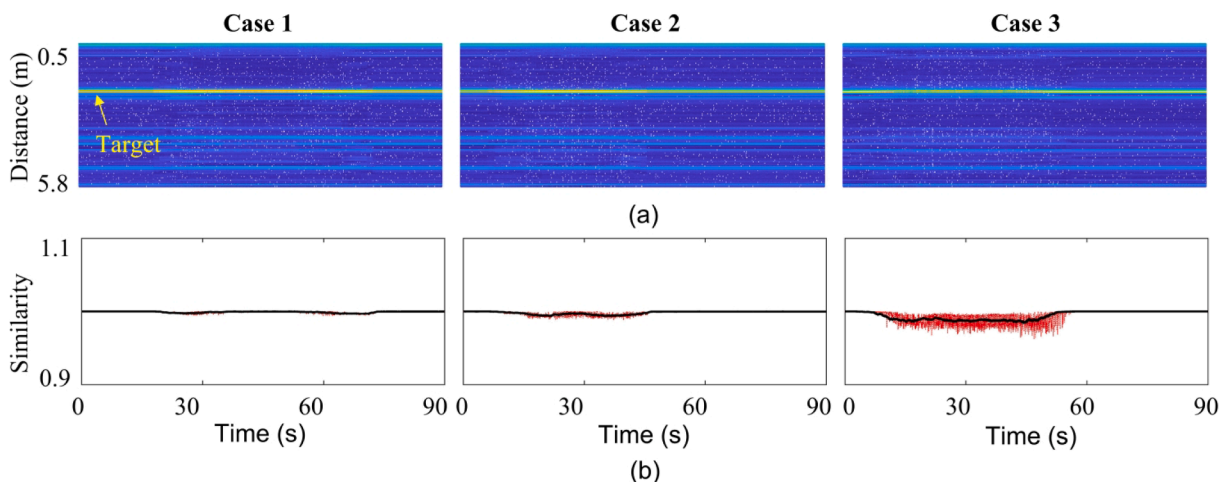 Case 1 Case 2 Case 3
0.5
Distance (m)
Target
5.8
(a)
1.1
Similarity
0.9
0 30 60 90 0 30 60 90 0 30 60 90
Time (s) Time (s) Time (s)
(b)